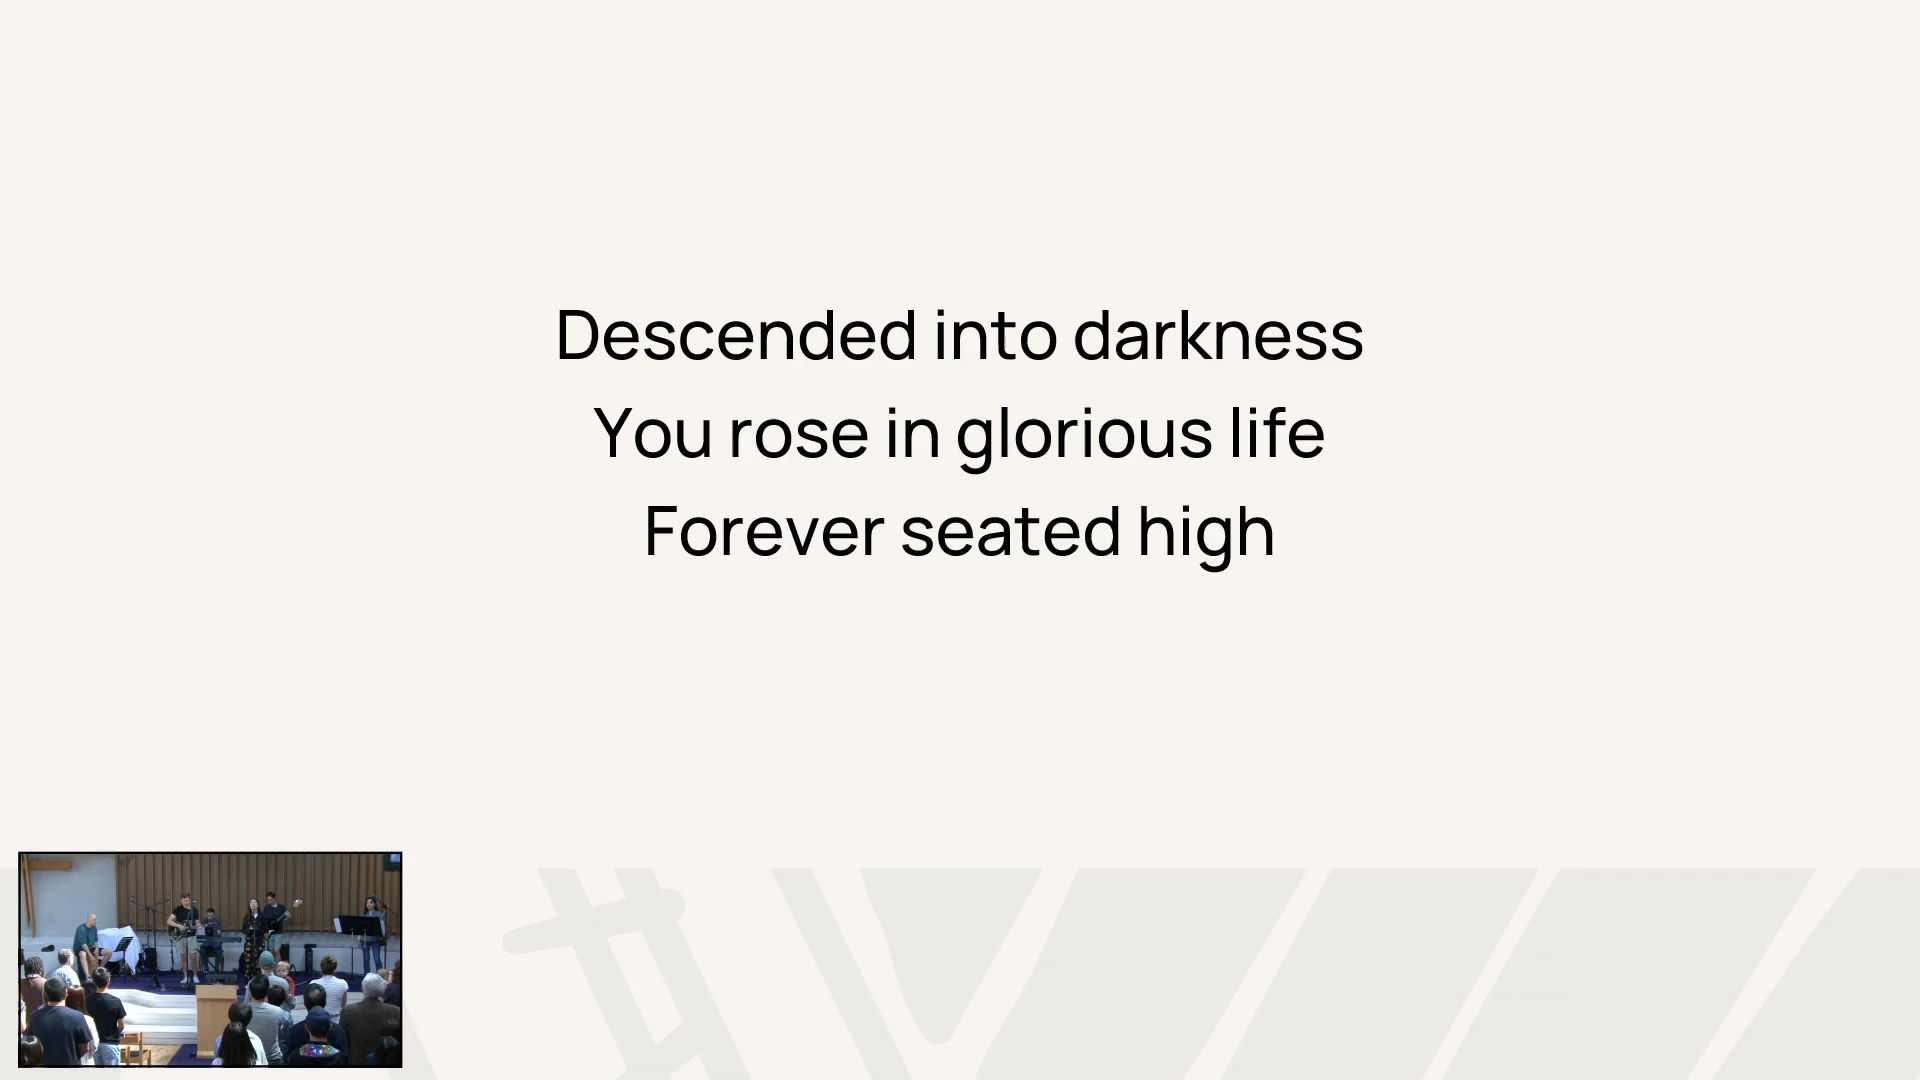 Descended into darkness
You rose in glorious life
Forever seated high